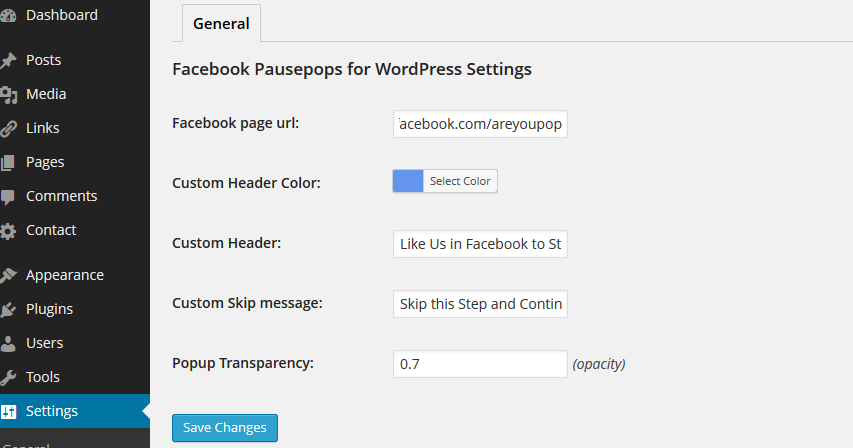 Dashboard
Posts
Media
Links
Pages
Comments
Contact
Appearance
Plugins
Users
Tools
Settings
General
General
Facebook Pausepops for WordPress Settings
Facebook page url: facebook.com/areyoupop
Custom Header Color: Select Color
Custom Header: Like Us in Facebook to St
Custom Skip message: Skip this Step and Contin
Popup Transparency: 0.7 (opacity)
Save Changes